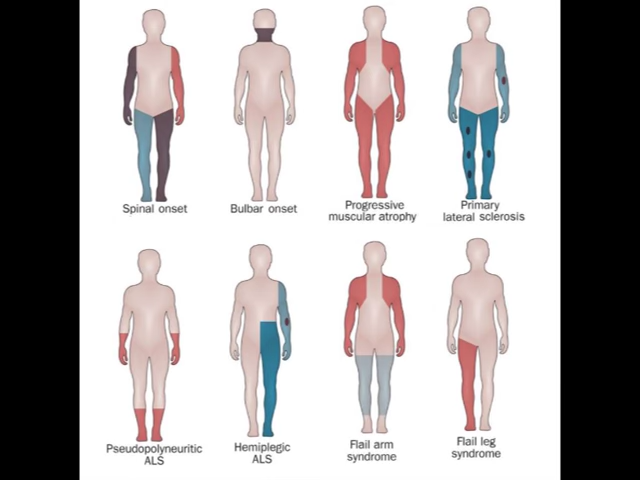 Spinal onset
Bulbar onset
Progressive
muscular atrophy
Primary
lateral sclerosis
Pseudopolyneuritic
ALS
Hemiplegic
ALS
Flail arm
syndrome
Flail leg
syndrome